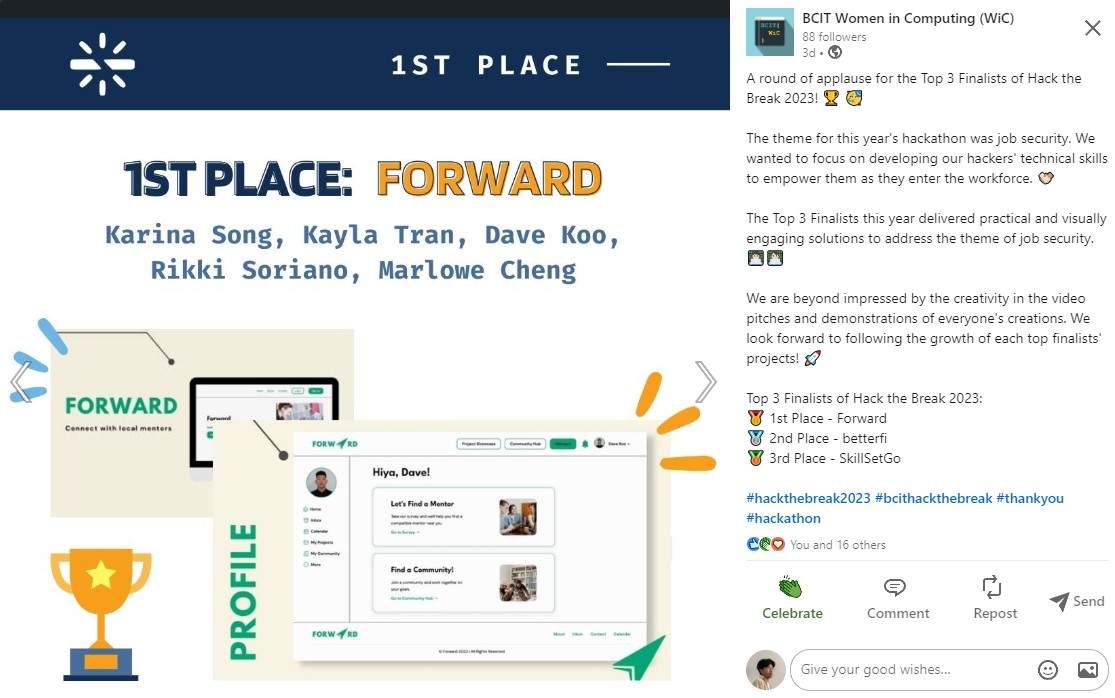 1ST PLACE
1ST PLACE: FORWARD
Karina Song, Kayla Tran, Dave Koo,
Rikki Soriano, Marlowe Cheng
FORWARD
Connect with local mentors
Forward
PROFILE
FORWARD
Project Showcase
Community Hub
Dave Koo
Home
Inbox
Calendar
My Projects
My Community
More
Hiya, Dave!
Let's Find a Mentor
Take our survey and we'll help you find a
compatible mentor near you
Go to Survey →
Find a Community!
Join a community and work together on
your goals.
Go to Community Hub →
FORWARD
About Inbox Contact Calendar
© Forward 2023 | All Rights Reserved
BCIT
WiC
BCIT Women in Computing (WiC)
88 followers
3d •
A round of applause for the Top 3 Finalists of Hack the
Break 2023! 🏆 🥳
The theme for this year's hackathon was job security. We
wanted to focus on developing our hackers' technical skills
to empower them as they enter the workforce.
The Top 3 Finalists this year delivered practical and visually
engaging solutions to address the theme of job security.
We are beyond impressed by the creativity in the video
pitches and demonstrations of everyone's creations. We
look forward to following the growth of each top finalists'
projects! 🚀
Top 3 Finalists of Hack the Break 2023:
🥇 1st Place - Forward
🥈 2nd Place - betterfi
🥉 3rd Place - SkillSetGo
#hackthebreak2023 #bcithackthebreak #thankyou
#hackathon
You and 16 others
Celebrate
Comment
Repost
Send
Give your good wishes...